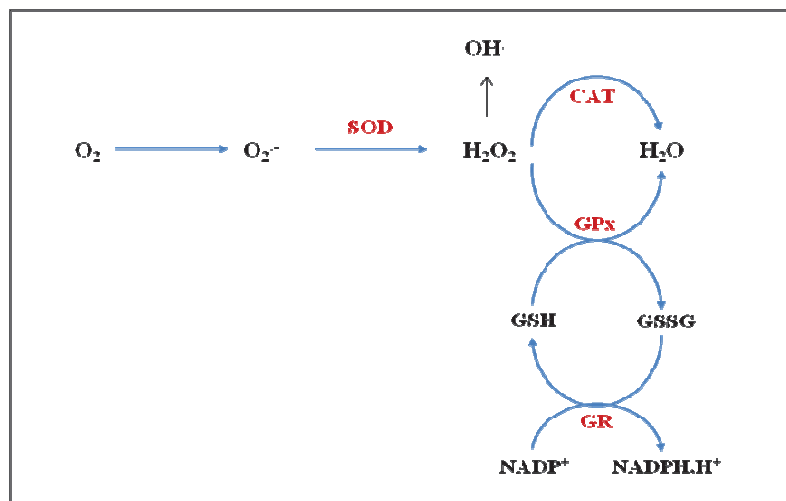 OH·
CAT
SOD
O₂ O₂·⁻ H₂O₂ H₂O
GPx
GSH GSSG
GR
NADP⁺ NADPH,H⁺